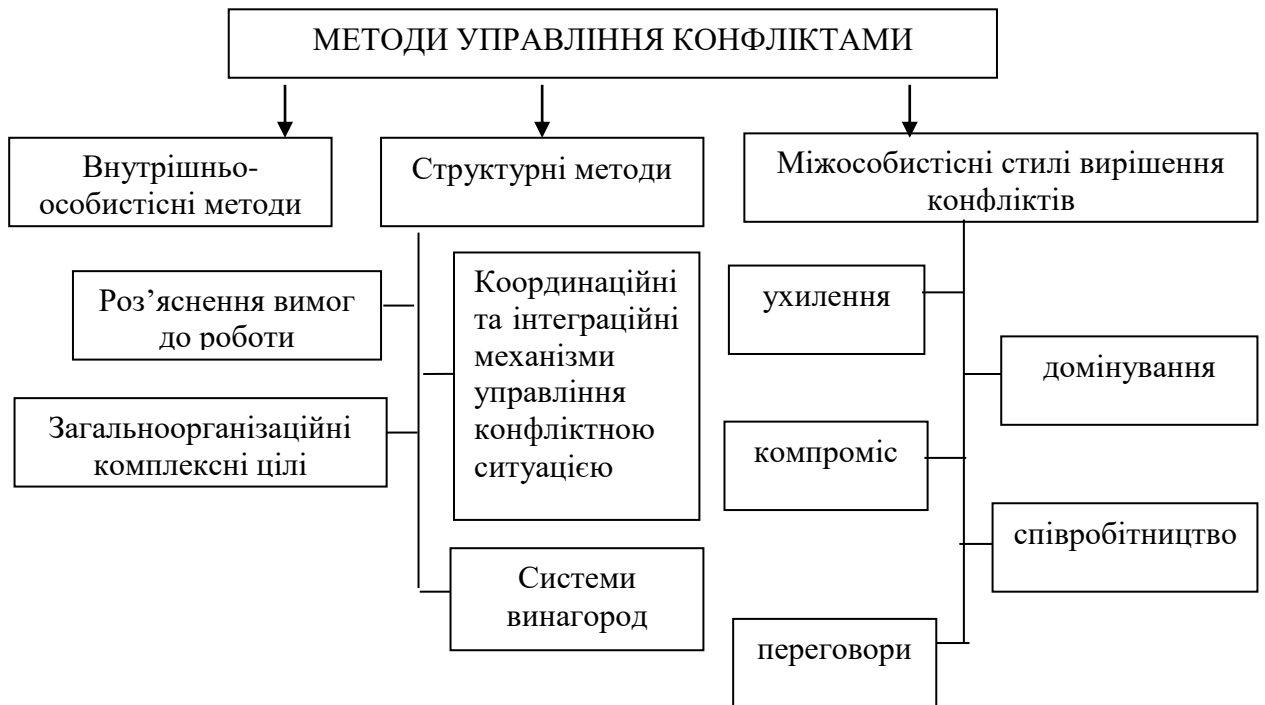 МЕТОДИ УПРАВЛІННЯ КОНФЛІКТАМИ
Внутрішньо-
особистісні методи
Структурні методи
Міжособистісні стилі вирішення
конфліктів
Роз’яснення вимог
до роботи
Загальноорганізаційні
комплексні цілі
Координаційні
та інтеграційні
механізми
управління
конфліктною
ситуацією
Системи
винагород
ухилення
домінування
компроміс
співробітництво
переговори